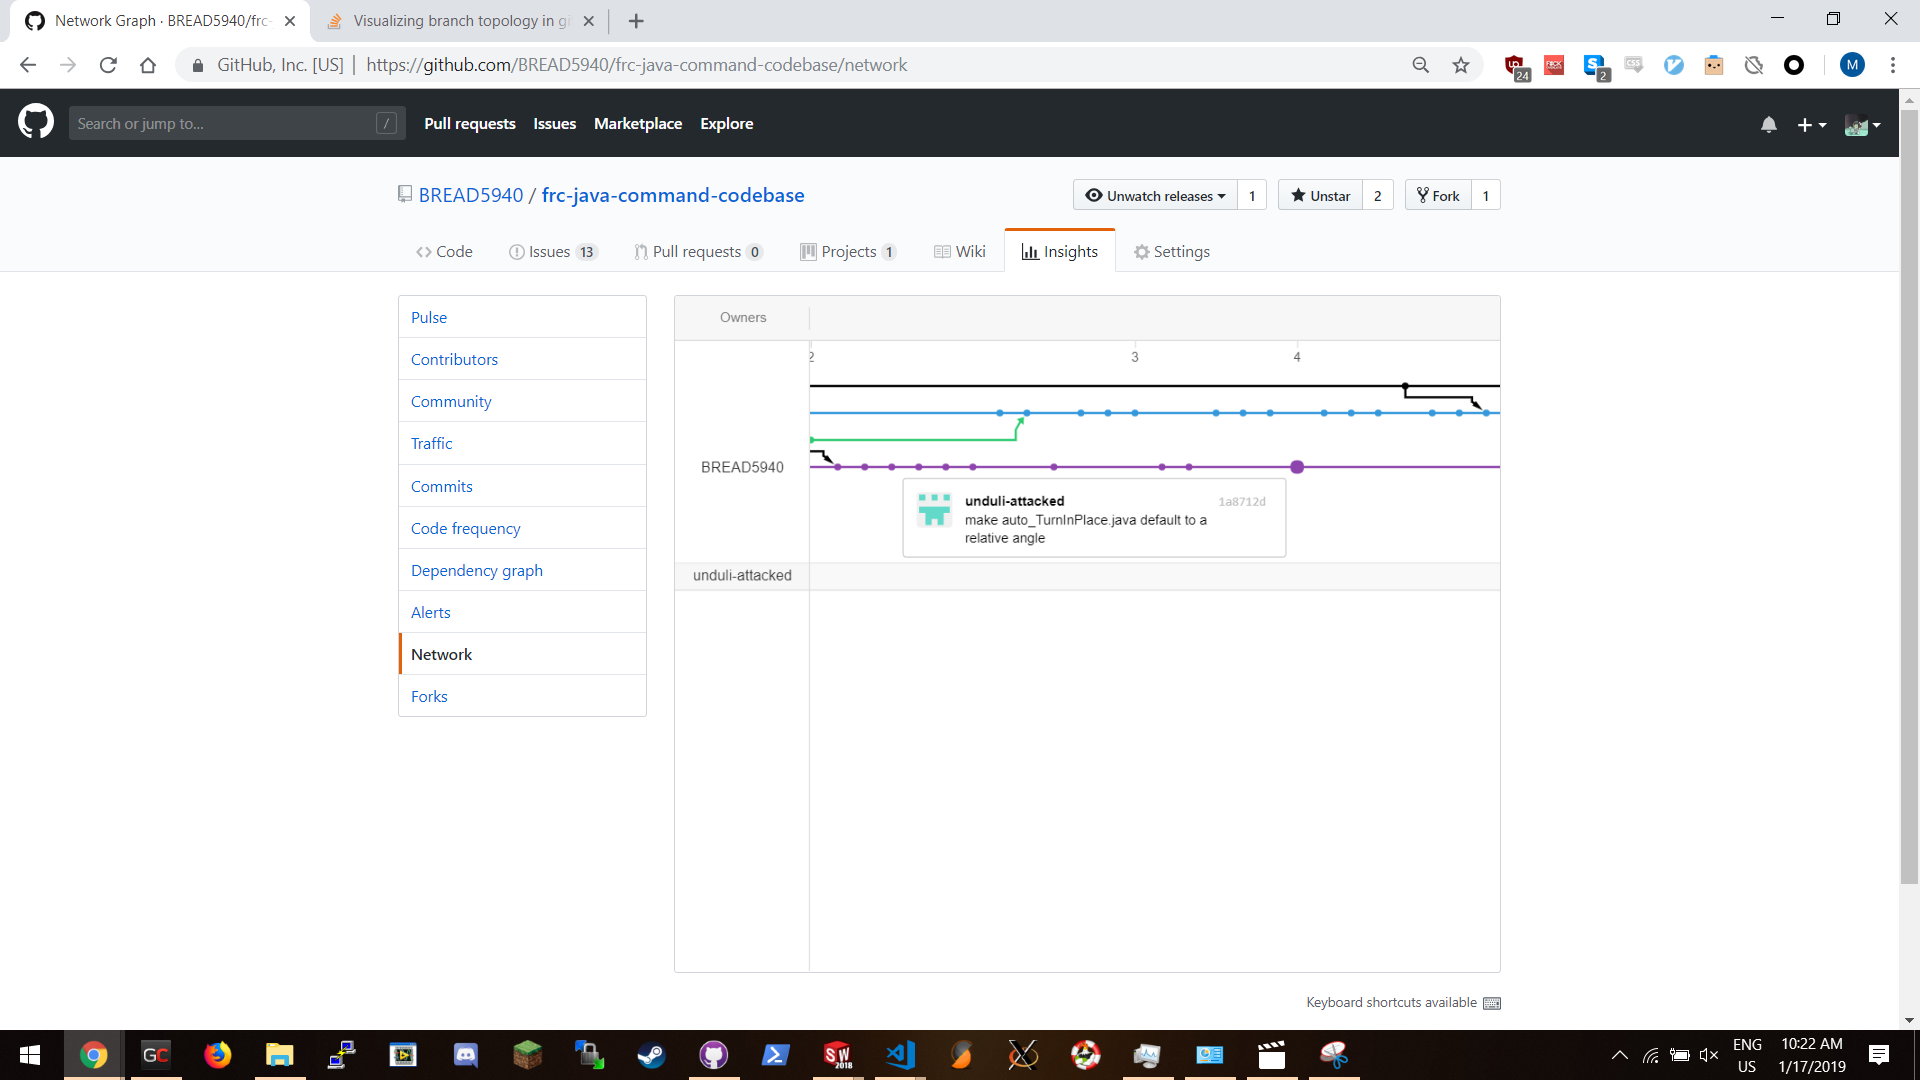 Network Graph · BREAD5940/frc-
Visualizing branch topology in gi
GitHub, Inc. [US] | https://github.com/BREAD5940/frc-java-command-codebase/network
24
2
CSS
M
Search or jump to...
/
Pull requests
Issues
Marketplace
Explore
BREAD5940 / frc-java-command-codebase
Unwatch releases
1
Unstar
2
Fork
1
Code
Issues 13
Pull requests 0
Projects 1
Wiki
Insights
Settings
Pulse
Contributors
Community
Traffic
Commits
Code frequency
Dependency graph
Alerts
Network
Forks
Owners
2
3
4
BREAD5940
unduli-attacked
1a8712d
make auto_TurnInPlace.java default to a
relative angle
unduli-attacked
Keyboard shortcuts available
GC
SW
2018
ENG
US
10:22 AM
1/17/2019